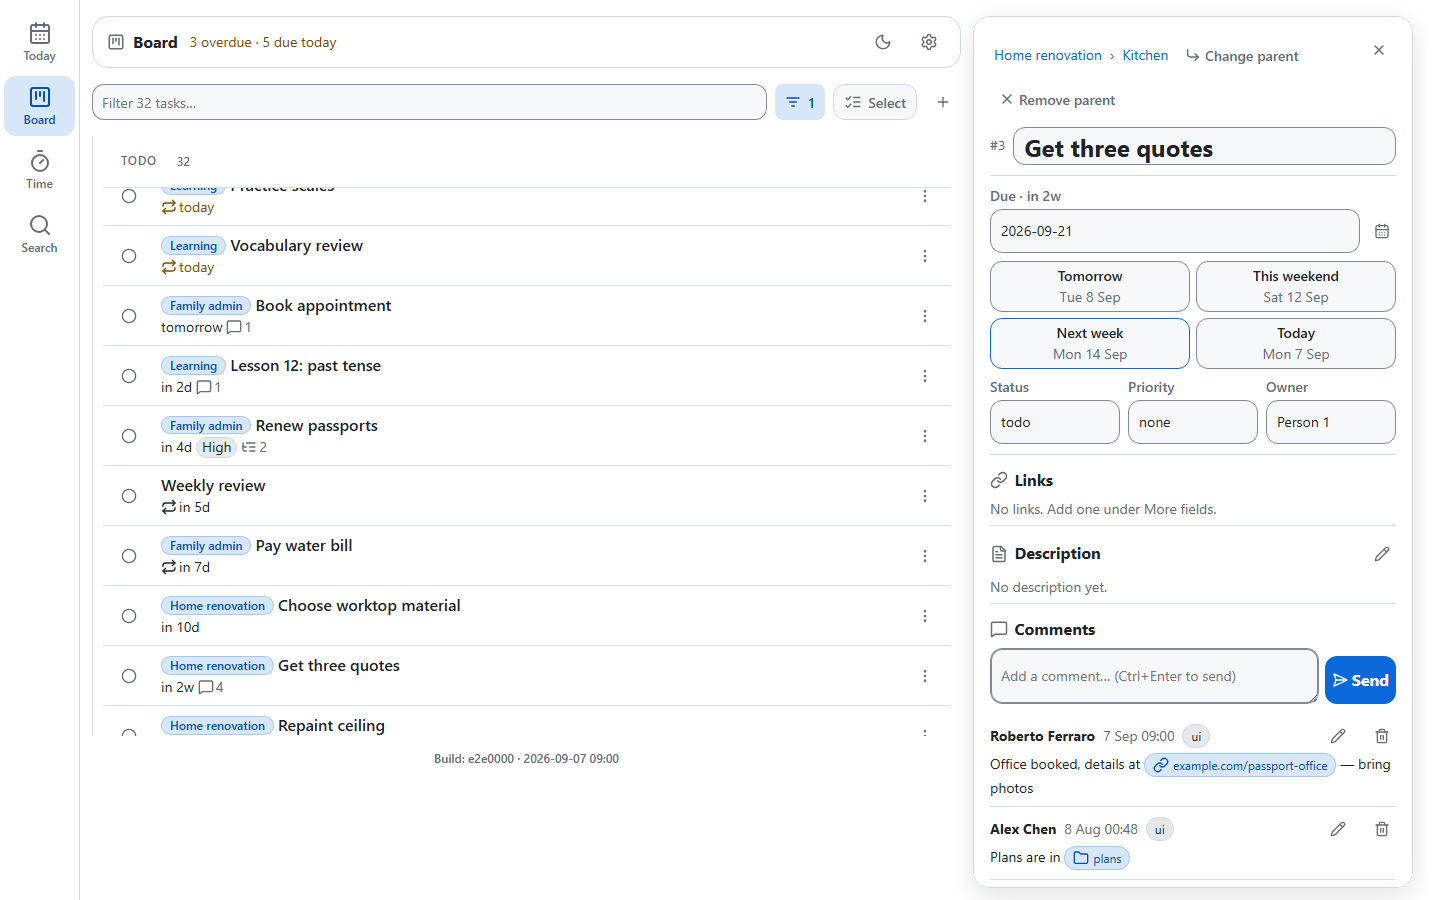 Today
Board
Time
Search
Board 3 overdue · 5 due today
Filter 32 tasks...
1
Select
TODO 32
Learning Practice scales
today
Learning Vocabulary review
today
Family admin Book appointment
tomorrow 1
Learning Lesson 12: past tense
in 2d 1
Family admin Renew passports
in 4d High 2
Weekly review
in 5d
Family admin Pay water bill
in 7d
Home renovation Choose worktop material
in 10d
Home renovation Get three quotes
in 2w 4
Home renovation Repaint ceiling
Build: e2e0000 · 2026-09-07 09:00
Home renovation › Kitchen Change parent
Remove parent
#3 Get three quotes
Due · in 2w
2026-09-21
Tomorrow
Tue 8 Sep
This weekend
Sat 12 Sep
Next week
Mon 14 Sep
Today
Mon 7 Sep
Status Priority Owner
todo none Person 1
Links
No links. Add one under More fields.
Description
No description yet.
Comments
Add a comment... (Ctrl+Enter to send)
Send
Roberto Ferraro 7 Sep 09:00 ui
Office booked, details at example.com/passport-office — bring
photos
Alex Chen 8 Aug 00:48 ui
Plans are in plans